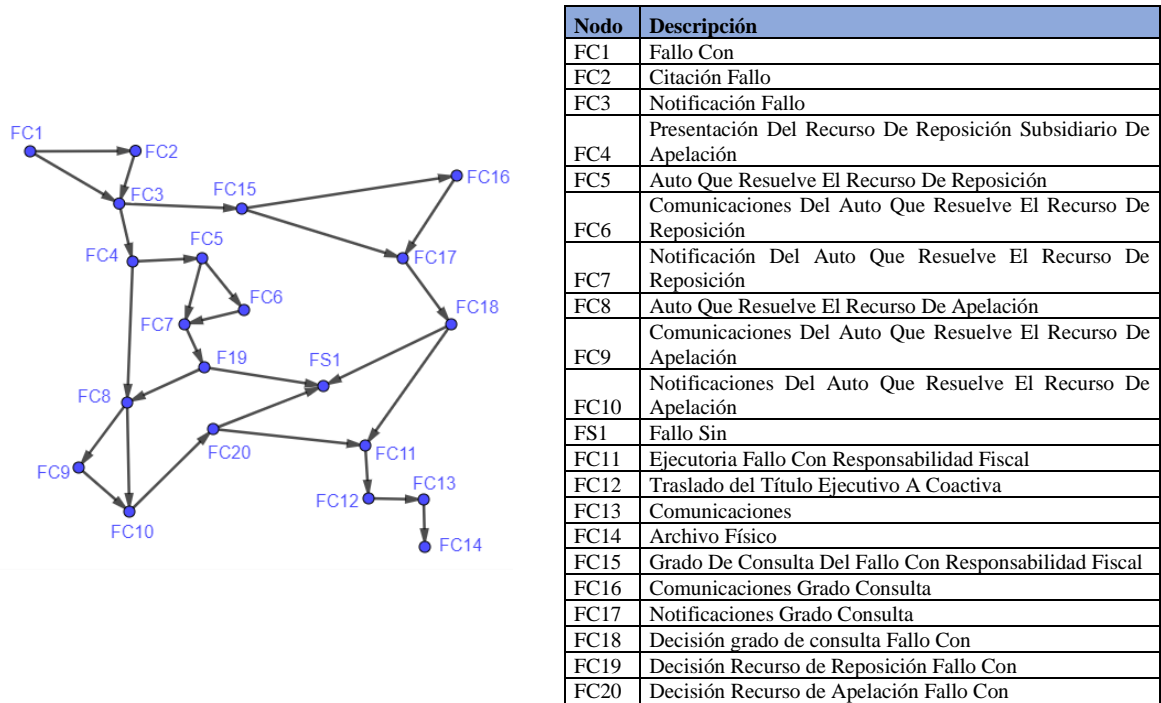 FC1
FC2
FC3
FC15
FC16
FC4
FC5
FC17
FC6
FC7
FC18
F19
FS1
FC8
FC20
FC11
FC9
FC12
FC13
FC10
FC14
Nodo Descripción
FC1 Fallo Con
FC2 Citación Fallo
FC3 Notificación Fallo
Presentación Del Recurso De Reposición Subsidiario De
FC4 Apelación
FC5 Auto Que Resuelve El Recurso De Reposición
Comunicaciones Del Auto Que Resuelve El Recurso De
FC6 Reposición
Notificación Del Auto Que Resuelve El Recurso De
FC7 Reposición
FC8 Auto Que Resuelve El Recurso De Apelación
Comunicaciones Del Auto Que Resuelve El Recurso De
FC9 Apelación
Notificaciones Del Auto Que Resuelve El Recurso De
FC10 Apelación
FS1 Fallo Sin
FC11 Ejecutoria Fallo Con Responsabilidad Fiscal
FC12 Traslado del Título Ejecutivo A Coactiva
FC13 Comunicaciones
FC14 Archivo Físico
FC15 Grado De Consulta Del Fallo Con Responsabilidad Fiscal
FC16 Comunicaciones Grado Consulta
FC17 Notificaciones Grado Consulta
FC18 Decisión grado de consulta Fallo Con
FC19 Decisión Recurso de Reposición Fallo Con
FC20 Decisión Recurso de Apelación Fallo Con